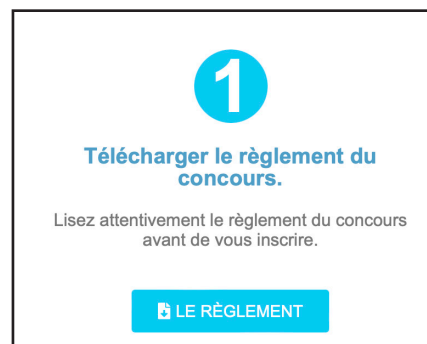 1
Télécharger le règlement du
concours.
Lisez attentivement le règlement du concours
avant de vous inscrire.
LE RÈGLEMENT